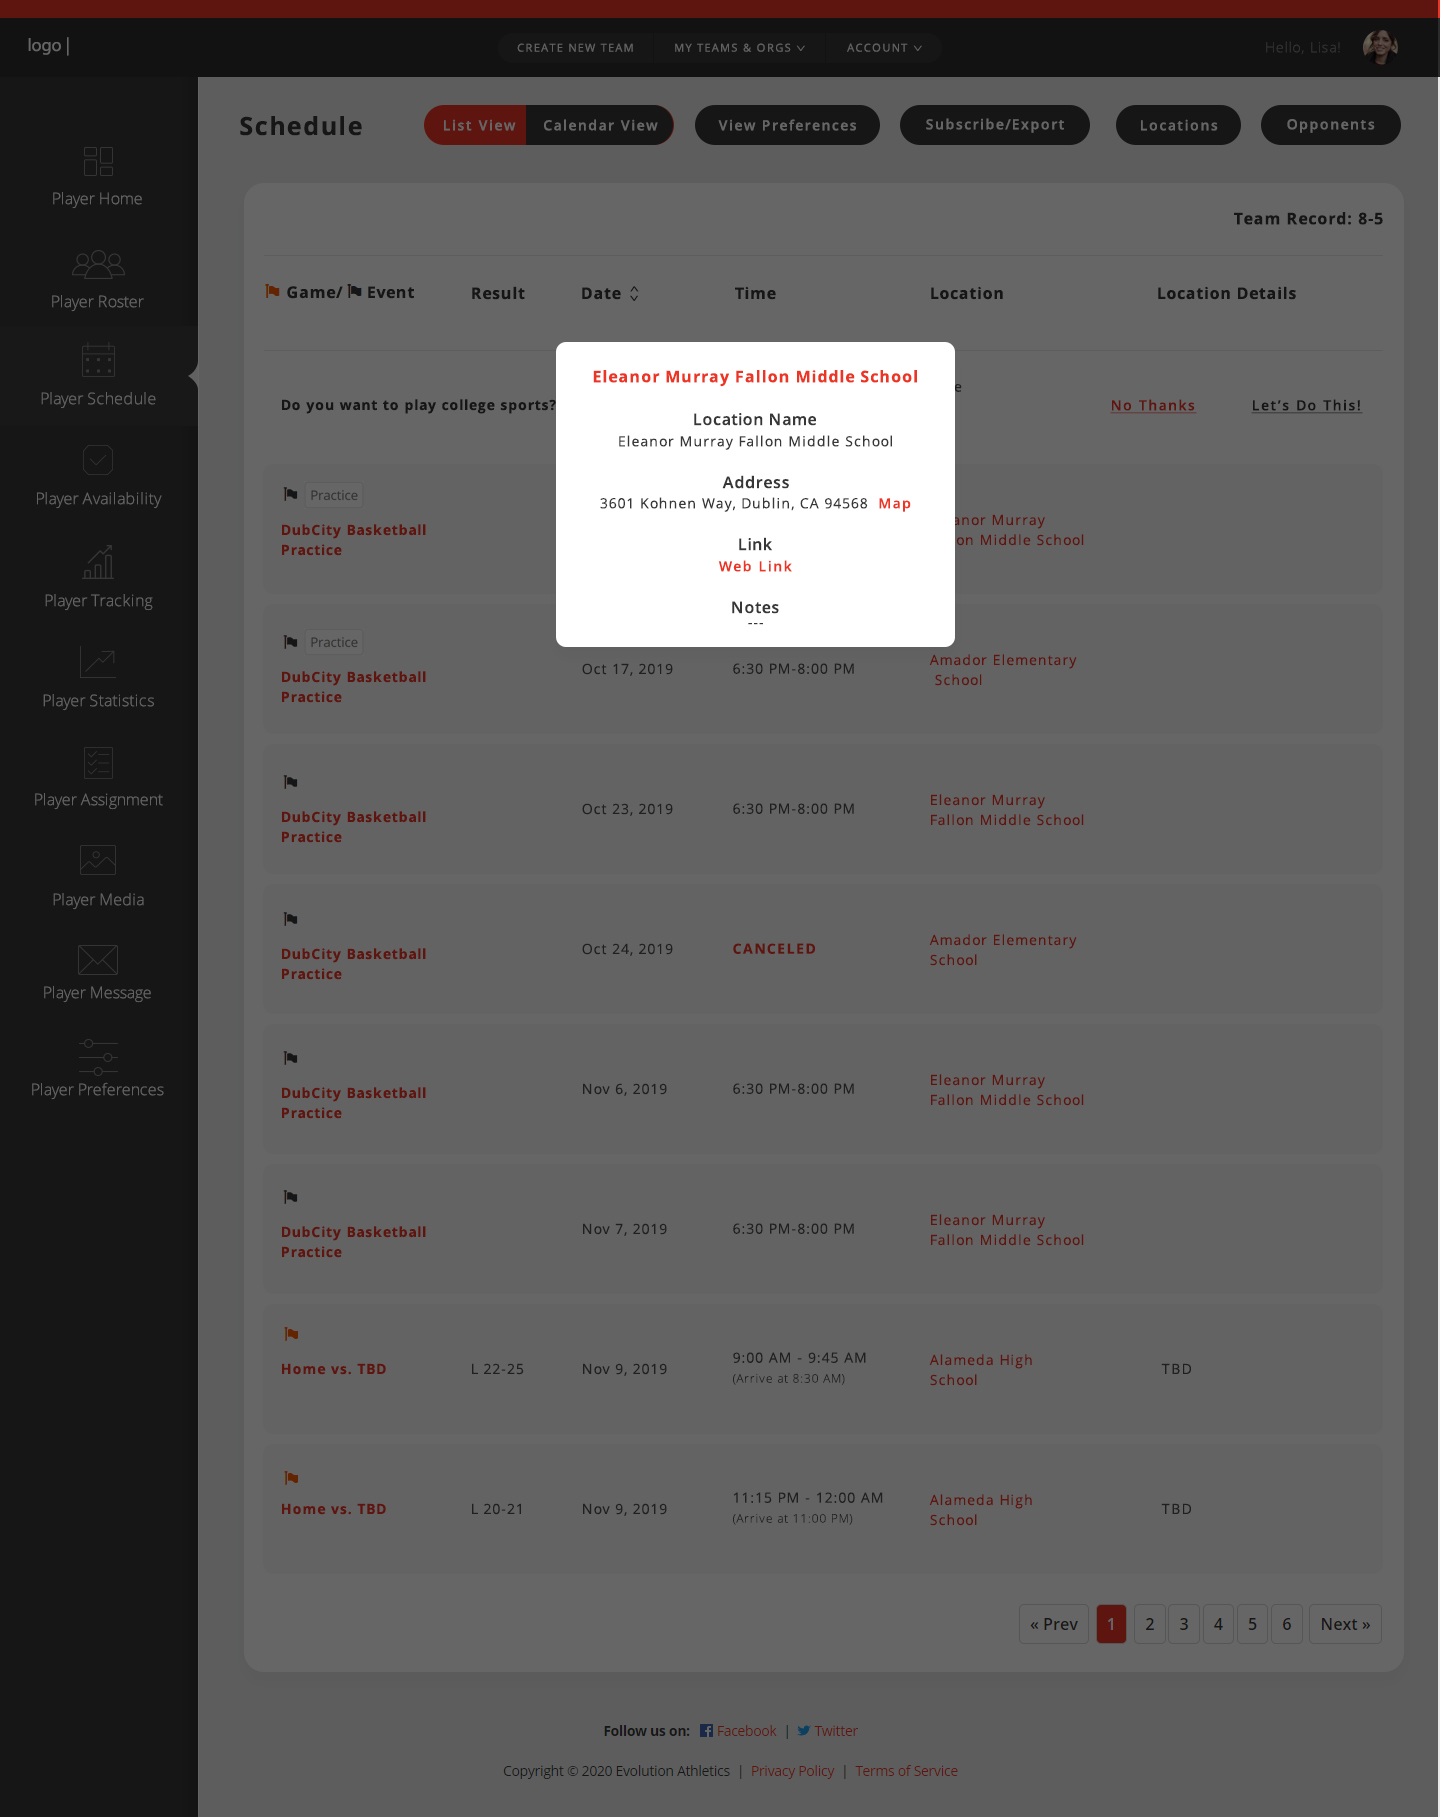 logo |
CREATE NEW TEAM
MY TEAMS & ORGS
ACCOUNT
Hello, Lisa!
Player Home
Player Roster
Player Schedule
Player Availability
Player Tracking
Player Statistics
Player Assignment
Player Media
Player Message
Player Preferences
Schedule
List View
Calendar View
View Preferences
Subscribe/Export
Locations
Opponents
Team Record: 8-5
Game/ Event
Result
Date
Time
Location
Location Details
Do you want to play college sports?
No Thanks
Let's Do This!
Eleanor Murray Fallon Middle School
Location Name
Eleanor Murray Fallon Middle School
Address
3601 Kohnen Way, Dublin, CA 94568 Map
Link
Web Link
Notes
---
Practice
DubCity Basketball
Practice
anor Murray
on Middle School
Practice
DubCity Basketball
Practice
Oct 17, 2019
6:30 PM-8:00 PM
Amador Elementary
School
DubCity Basketball
Practice
Oct 23, 2019
6:30 PM-8:00 PM
Eleanor Murray
Fallon Middle School
DubCity Basketball
Practice
Oct 24, 2019
CANCELED
Amador Elementary
School
DubCity Basketball
Practice
Nov 6, 2019
6:30 PM-8:00 PM
Eleanor Murray
Fallon Middle School
DubCity Basketball
Practice
Nov 7, 2019
6:30 PM-8:00 PM
Eleanor Murray
Fallon Middle School
Home vs. TBD
L 22-25
Nov 9, 2019
9:00 AM - 9:45 AM
(Arrive at 8:30 AM)
Alameda High
School
TBD
Home vs. TBD
L 20-21
Nov 9, 2019
11:15 PM - 12:00 AM
(Arrive at 11:00 PM)
Alameda High
School
TBD
« Prev 1 2 3 4 5 6 Next »
Follow us on: Facebook | Twitter
Copyright © 2020 Evolution Athletics | Privacy Policy | Terms of Service